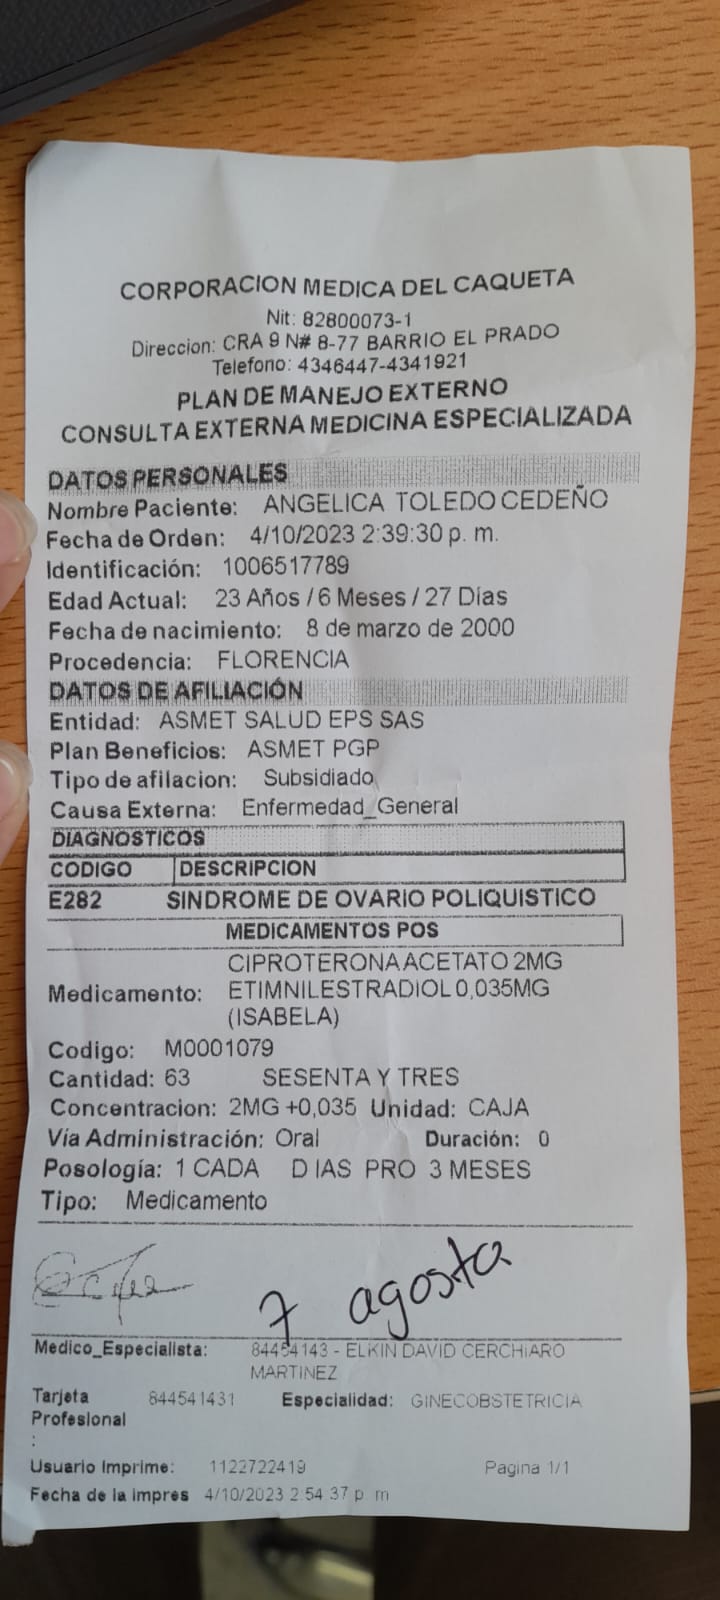 CORPORACION MEDICA DEL CAQUETA
Nit: 82800073-1
Direccion: CRA 9 N# 8-77 BARRIO EL PRADO
Telefono: 4346447-4341921
PLAN DE MANEJO EXTERNO
CONSULTA EXTERNA MEDICINA ESPECIALIZADA
DATOS PERSONALES
Nombre Paciente: ANGELICA TOLEDO CEDEÑO
Fecha de Orden: 4/10/2023 2:39:30 p. m.
Identificación: 1006517789
Edad Actual: 23 Años / 6 Meses / 27 Días
Fecha de nacimiento: 8 de marzo de 2000
Procedencia: FLORENCIA
DATOS DE AFILIACIÓN
Entidad: ASMET SALUD EPS SAS
Plan Beneficios: ASMET PGP
Tipo de afilacion: Subsidiado
Causa Externa: Enfermedad_General
DIAGNOSTICOS
CODIGO DESCRIPCION
E282 SINDROME DE OVARIO POLIQUISTICO
MEDICAMENTOS POS
CIPROTERONA ACETATO 2MG
Medicamento: ETIMNILESTRADIOL 0,035MG
(ISABELA)
Codigo: M0001079
Cantidad: 63 SESENTA Y TRES
Concentracion: 2MG +0,035 Unidad: CAJA
Vía Administración: Oral Duración: 0
Posología: 1 CADA D IAS PRO 3 MESES
Tipo: Medicamento
7 agosta
Medico_Especialista: 84454143 - ELKIN DAVID CERCHIARO
MARTINEZ
Tarjeta 844541431 Especialidad: GINECOBSTETRICIA
Profesional
:
Usuario Imprime: 1122722419 Pagina 1/1
Fecha de la impres 4/10/2023 2:54:37 p. m